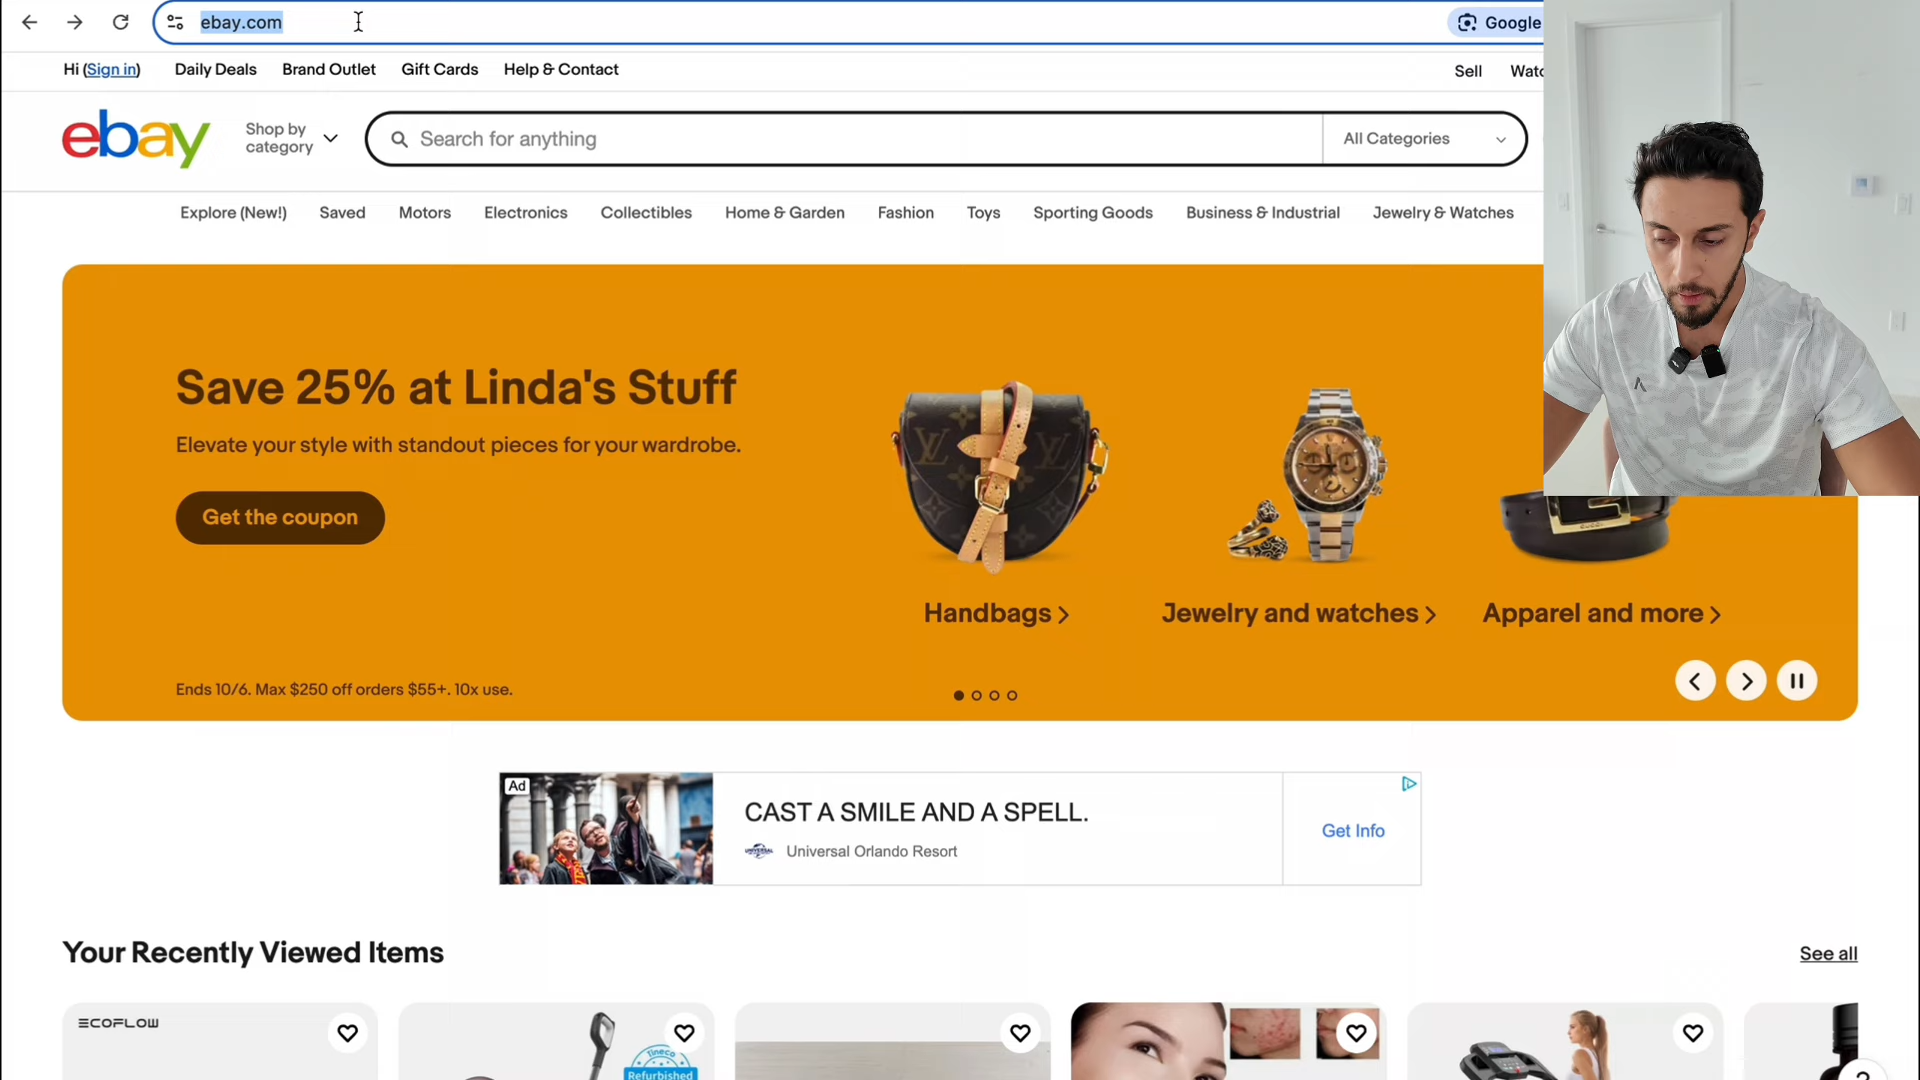 ebay.com
Google
Hi (Sign in) Daily Deals Brand Outlet Gift Cards Help & Contact Sell
ebay
Shop by
category
Search for anything
All Categories
Explore (New!) Saved Motors Electronics Collectibles Home & Garden Fashion Toys Sporting Goods Business & Industrial Jewelry & Watches
Save 25% at Linda's Stuff
Elevate your style with standout pieces for your wardrobe.
Get the coupon
Handbags
Jewelry and watches
Apparel and more
Ends 10/6. Max $250 off orders $55+. 10x use.
Ad
CAST A SMILE AND A SPELL.
UNIVERSAL
Universal Orlando Resort
Get Info
Your Recently Viewed Items
See all
ECOFLOW
Tineco
Refurbished